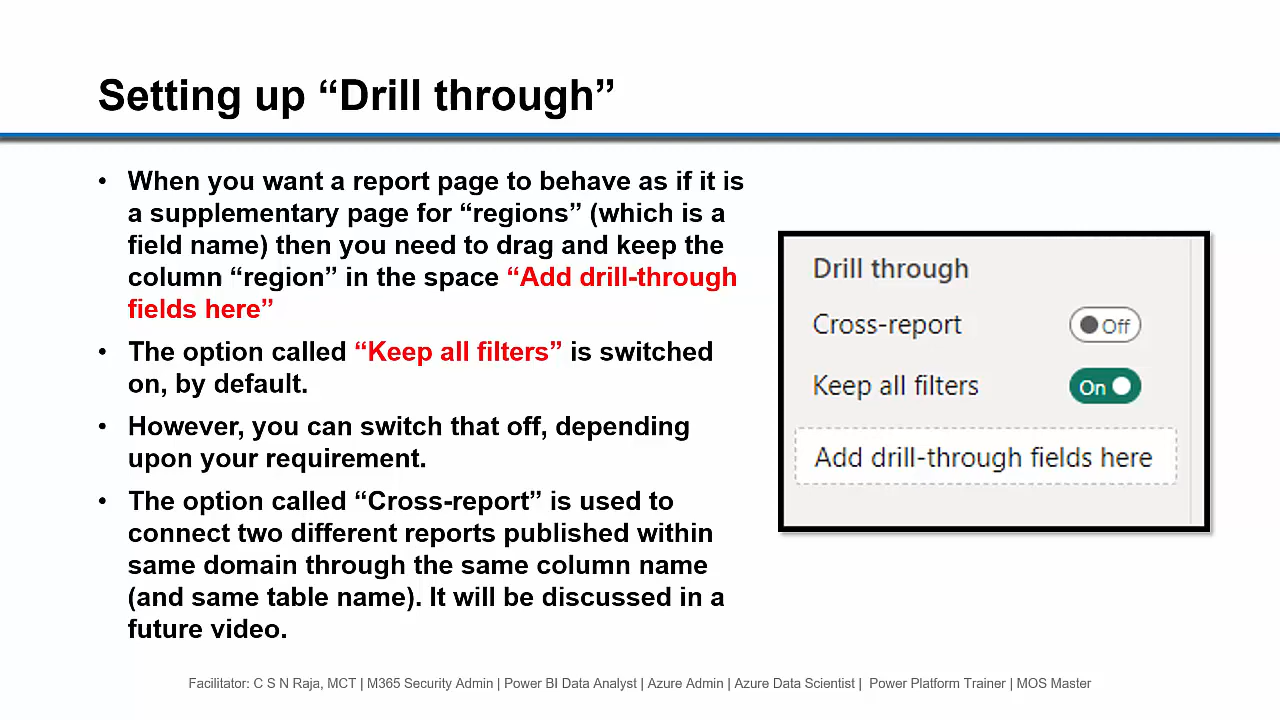 Setting up “Drill through”
• When you want a report page to behave as if it is
a supplementary page for “regions” (which is a
field name) then you need to drag and keep the
column “region” in the space “Add drill-through
fields here”
• The option called “Keep all filters” is switched
on, by default.
• However, you can switch that off, depending
upon your requirement.
• The option called “Cross-report” is used to
connect two different reports published within
same domain through the same column name
(and same table name). It will be discussed in a
future video.
Drill through
Cross-report Off
Keep all filters On
Add drill-through fields here
Facilitator: C S N Raja, MCT | M365 Security Admin | Power BI Data Analyst | Azure Admin | Azure Data Scientist | Power Platform Trainer | MOS Master